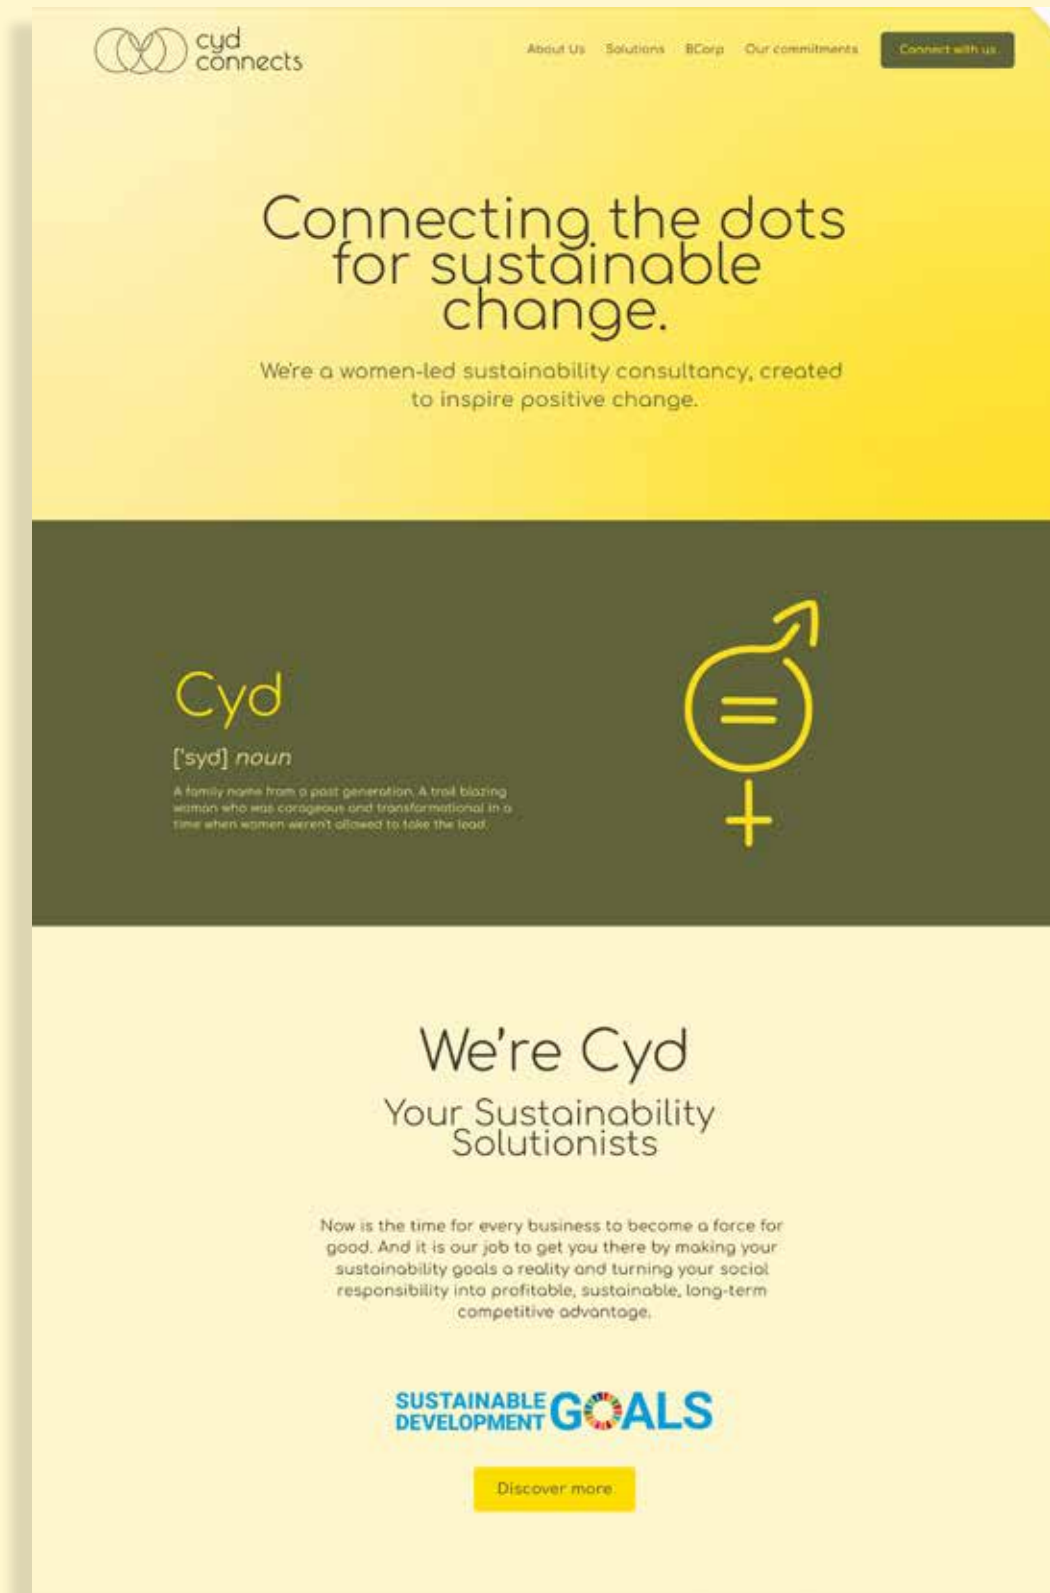 cyd
connects
About Us Solutions BCorp Our commitments Connect with us
Connecting the dots
for sustainable
change.
We're a women-led sustainability consultancy, created
to inspire positive change.
Cyd
['syd] noun
A family name from a past generation. A trail blazing
woman who was corageous and transformational in a
time when women weren't allowed to take the lead.
We're Cyd
Your Sustainability
Solutionists
Now is the time for every business to become a force for
good. And it is our job to get you there by making your
sustainability goals a reality and turning your social
responsibility into profitable, sustainable, long-term
competitive advantage.
SUSTAINABLE
DEVELOPMENT GOALS
Discover more